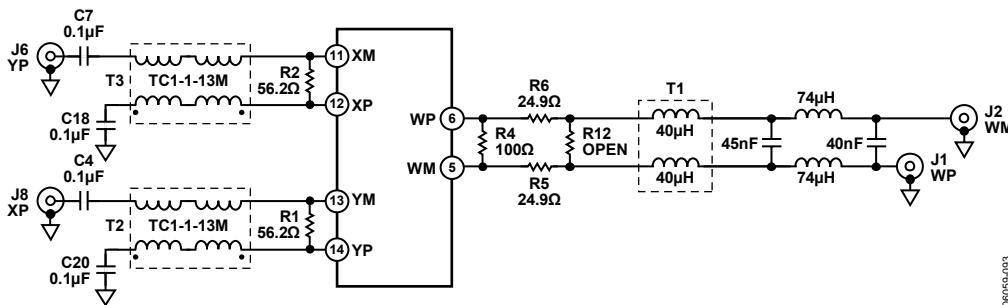 C7
0.1µF
J6
YP
T3
TC1-1-13M
R2
56.2Ω
C18
0.1µF
11
XM
12
XP
C4
0.1µF
J8
XP
T2
TC1-1-13M
R1
56.2Ω
C20
0.1µF
13
YM
14
YP
WP
6
WM
5
R4
100Ω
R6
24.9Ω
R5
24.9Ω
R12
OPEN
T1
40µH
40µH
45nF
74µH
74µH
40nF
J2
WM
J1
WP
06059-093